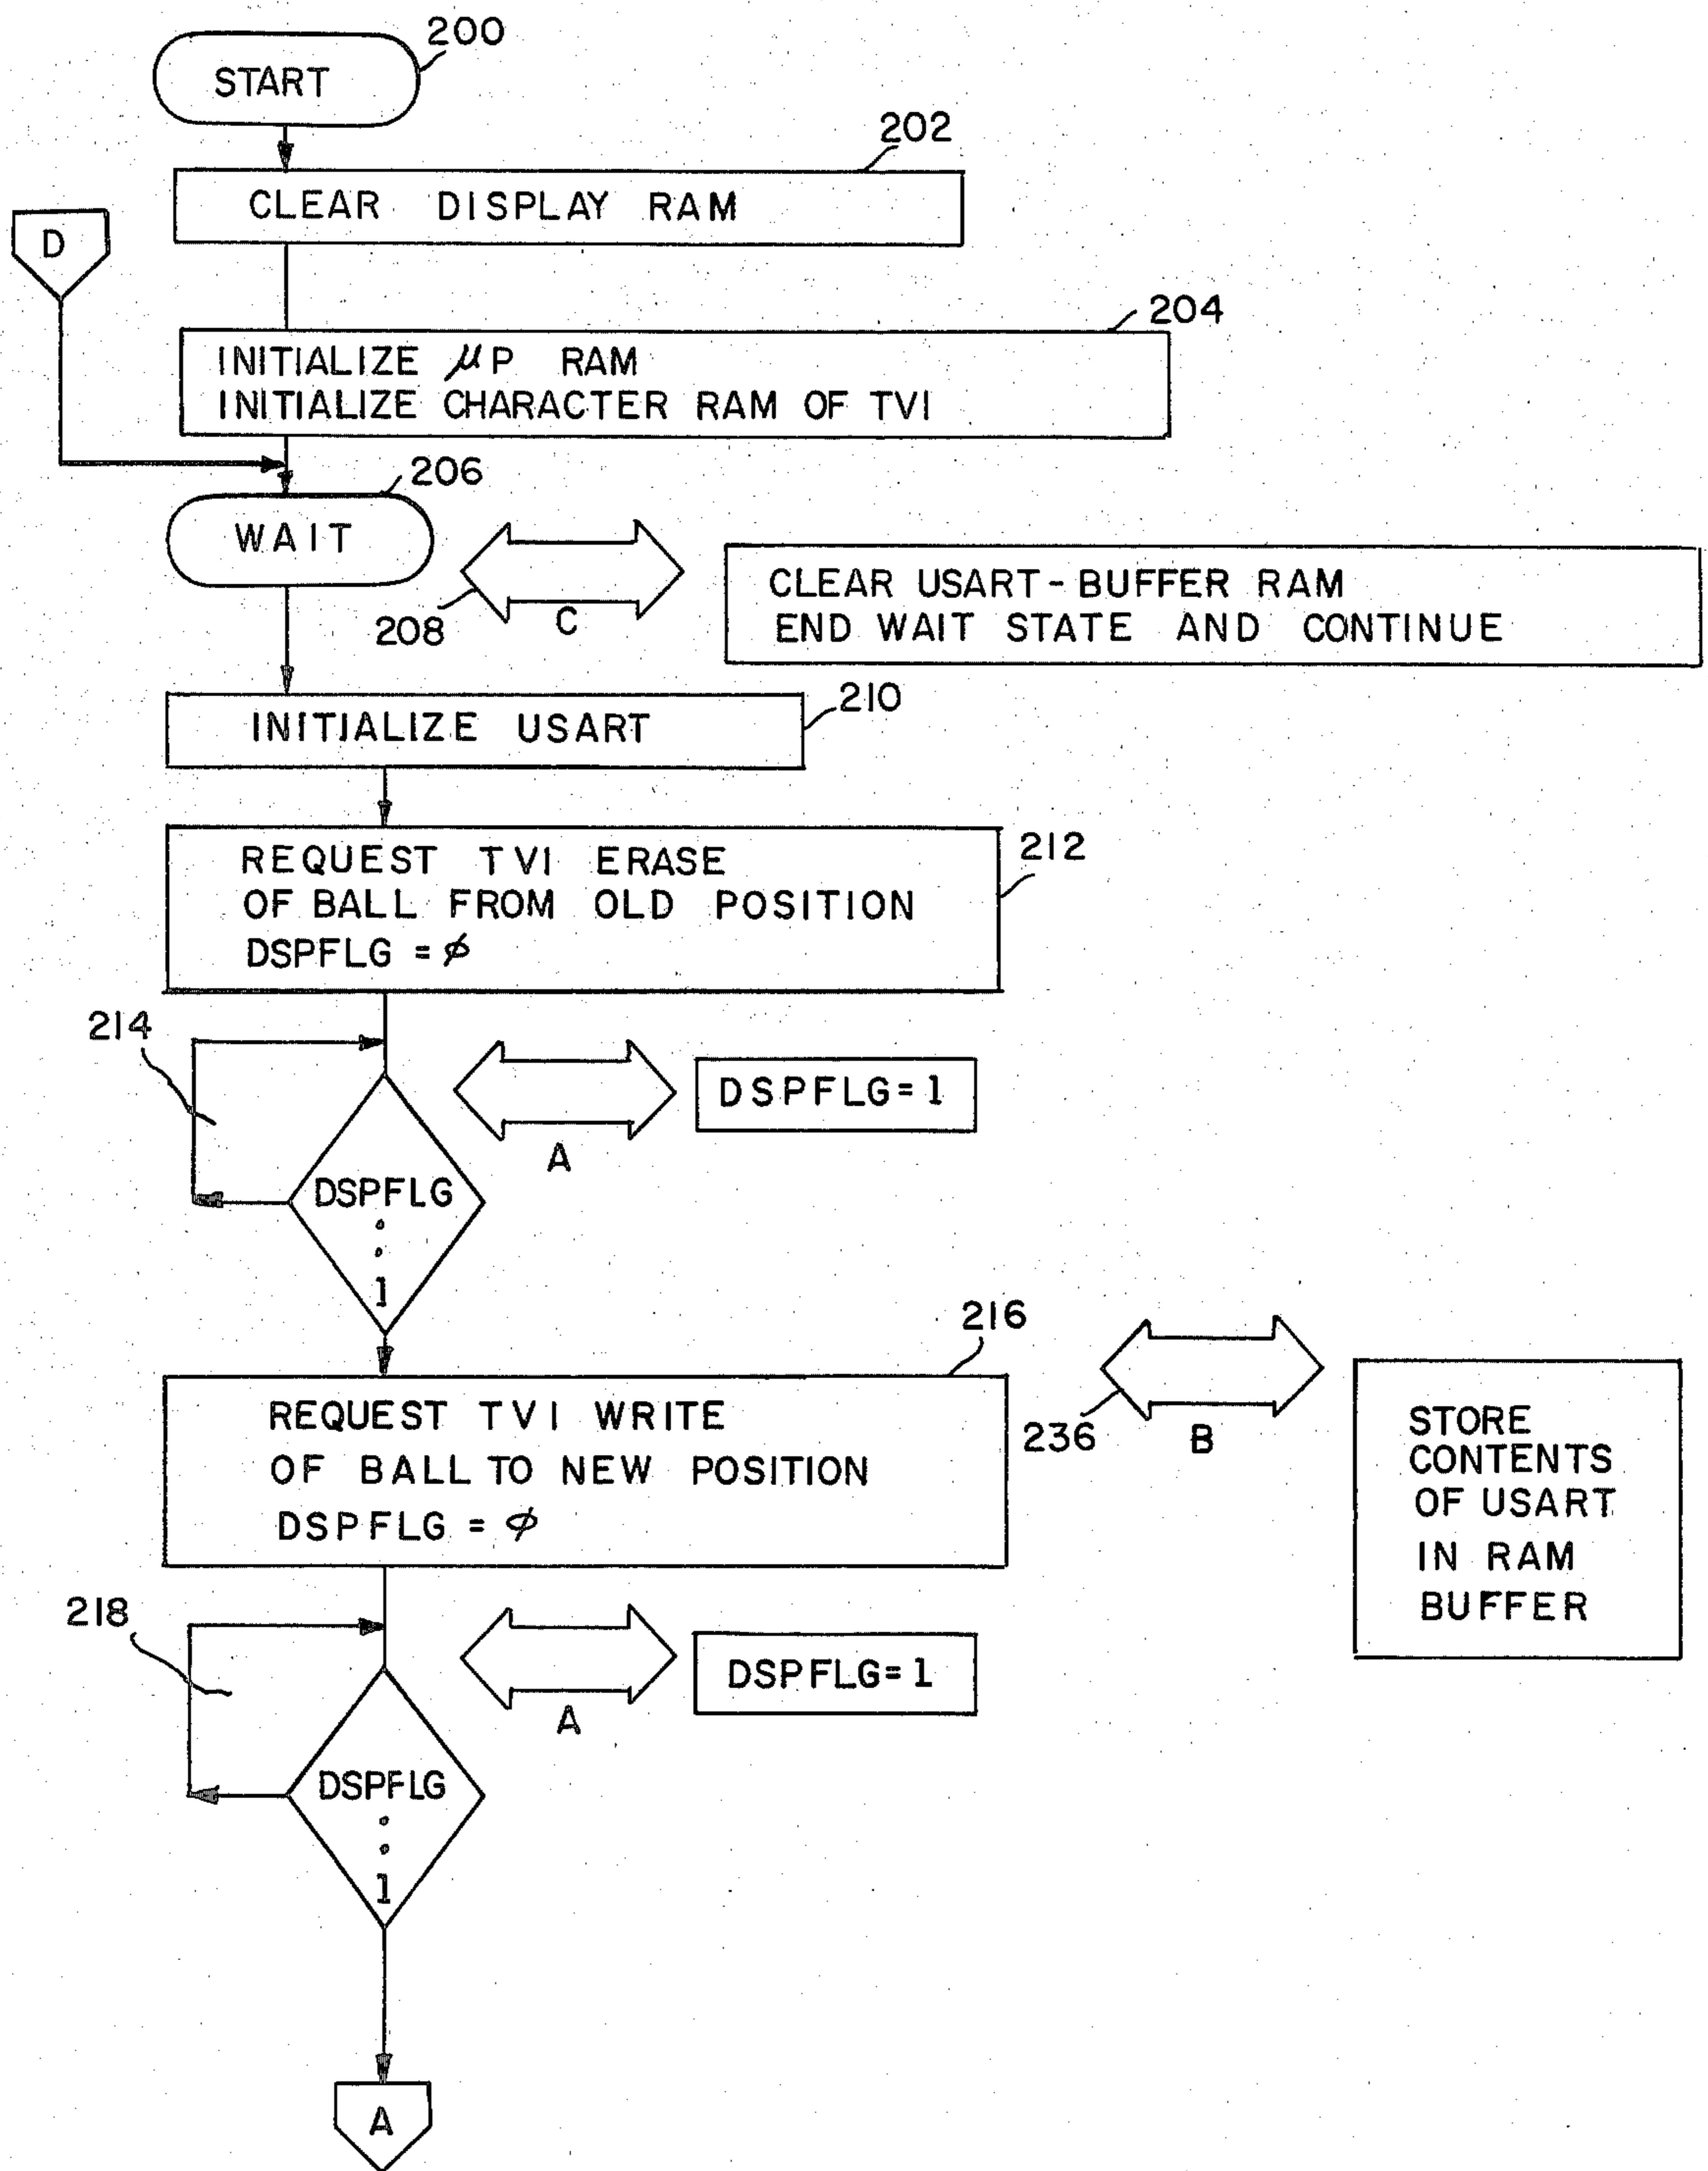 200
START
202
CLEAR DISPLAY RAM
D
204
INITIALIZE μP RAM
INITIALIZE CHARACTER RAM OF TVI
206
WAIT
208
C
CLEAR USART-BUFFER RAM
END WAIT STATE AND CONTINUE
210
INITIALIZE USART
212
REQUEST TVI ERASE
OF BALL FROM OLD POSITION
DSPFLG = φ
214
A
DSPFLG=1
DSPFLG
:
1
216
REQUEST TVI WRITE
OF BALL TO NEW POSITION
DSPFLG = φ
236
B
STORE
CONTENTS
OF USART
IN RAM
BUFFER
218
A
DSPFLG=1
DSPFLG
:
1
A